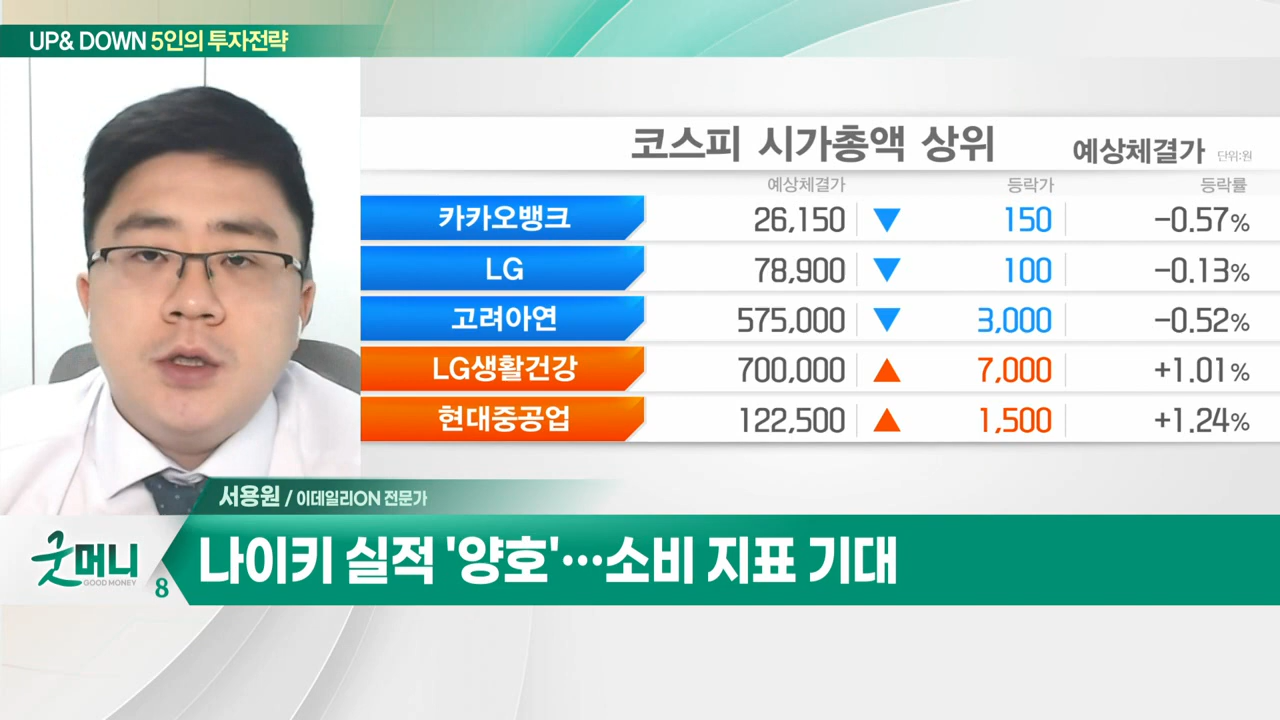 UP& DOWN 5인의 투자전략
코스피 시가총액 상위 예상체결가 단위:원
예상체결가 등락가 등락률
카카오뱅크 26,150 ▼ 150 -0.57%
LG 78,900 ▼ 100 -0.13%
고려아연 575,000 ▼ 3,000 -0.52%
LG생활건강 700,000 ▲ 7,000 +1.01%
현대중공업 122,500 ▲ 1,500 +1.24%
서용원 / 이데일리ON 전문가
굿머니 GOOD MONEY 8
나이키 실적 '양호'…소비 지표 기대